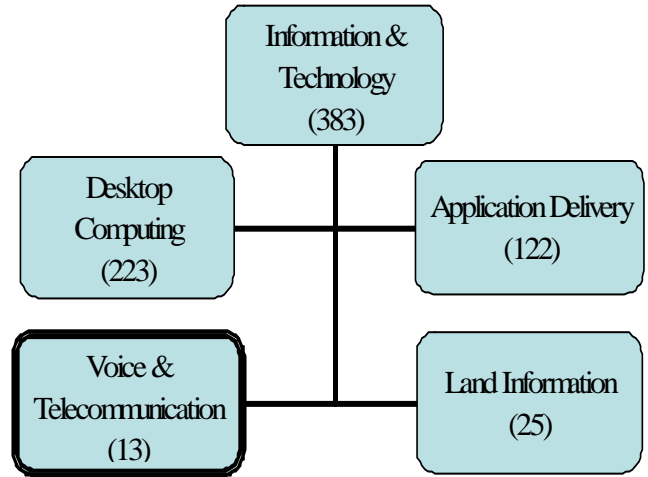 Information &
Technology
(383)
Desktop
Computing
(223)
Application Delivery
(122)
Voice &
Telecommunication
(13)
Land Information
(25)